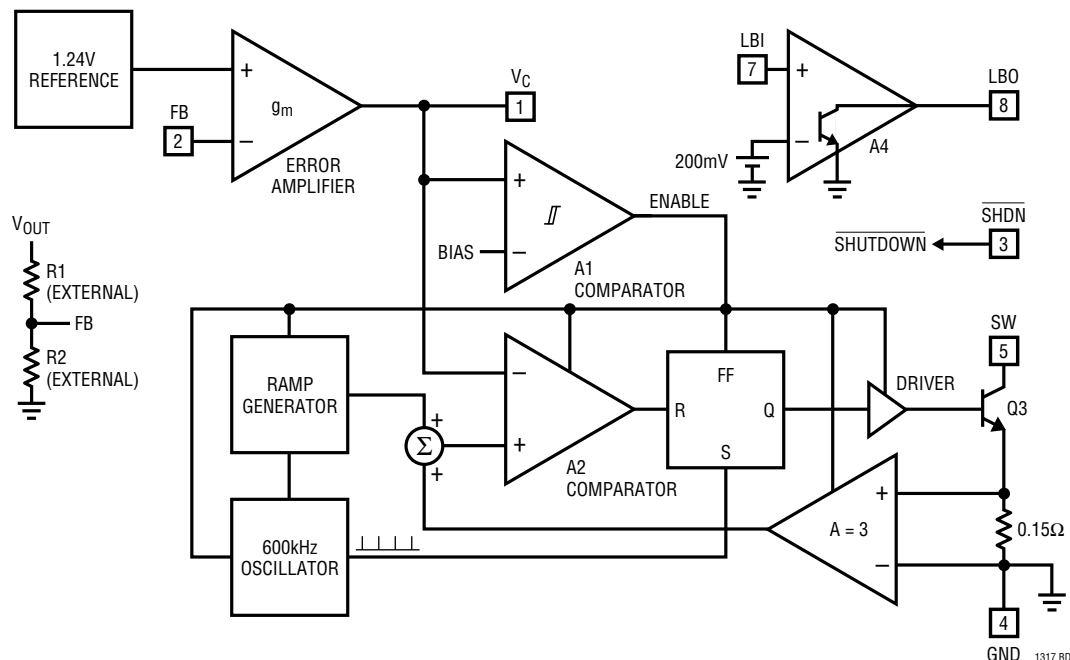 1.24V
REFERENCE
FB
2
+
−
gm
ERROR
AMPLIFIER
VC
1
LBI
7
+
−
200mV
A4
LBO
8
SHDN
3
SHUTDOWN
+
−
BIAS
ENABLE
A1
COMPARATOR
VOUT
R1
(EXTERNAL)
FB
R2
(EXTERNAL)
RAMP
GENERATOR
+
Σ
+
−
+
A2
COMPARATOR
FF
R
Q
S
DRIVER
SW
5
Q3
600kHz
OSCILLATOR
A = 3
+
−
0.15Ω
4
GND
1317 BD